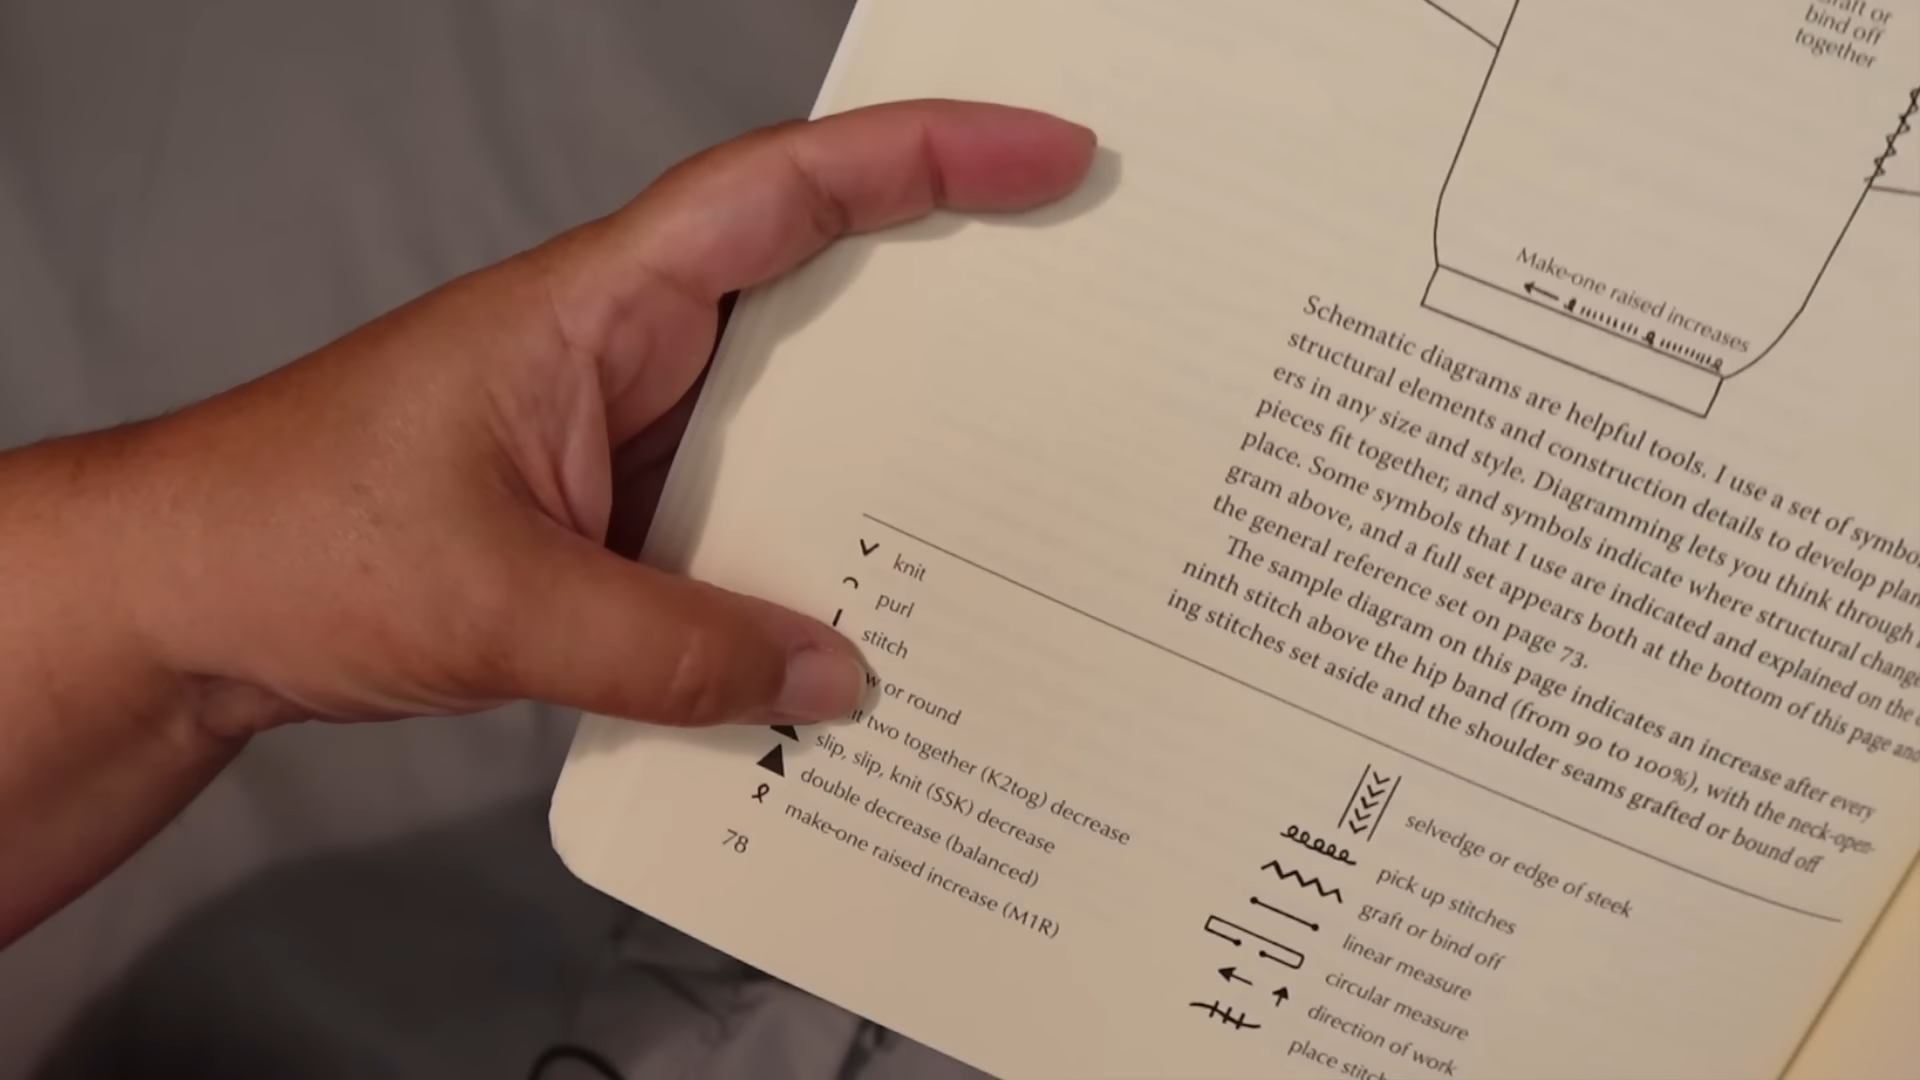 bind off
together
Make-one raised increases
Schematic diagrams are helpful tools. I use a set of
structural elements and construction details to develop
ers in any size and style. Diagramming lets you think through
pieces fit together, and symbols indicate where structural
place. Some symbols that I use are indicated and explained on the
gram above, and a full set appears both at the bottom of this page and
the general reference set on page 73.
The sample diagram on this page indicates an increase after every
ninth stitch above the hip band (from 90 to 100%), with the neck-open-
ing stitches set aside and the shoulder seams grafted or bound off
knit
purl
stitch
or round
two together (K2tog) decrease
slip, slip, knit (SSK) decrease
double decrease (balanced)
make-one raised increase (M1R)
78
selvedge or edge of steek
pick up stitches
graft or bind off
linear measure
circular measure
direction of work
place